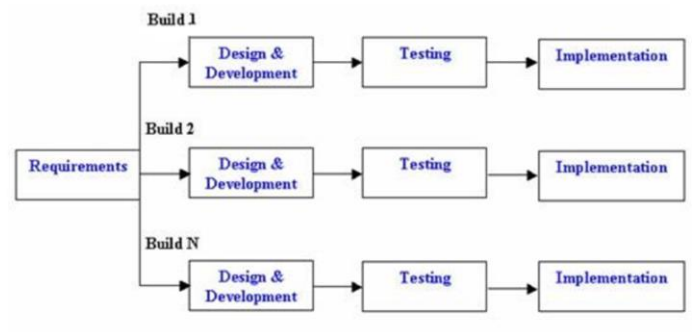 Build 1
Design &
Development
Testing
Implementation
Build 2
Requirements
Design &
Development
Testing
Implementation
Build N
Design &
Development
Testing
Implementation